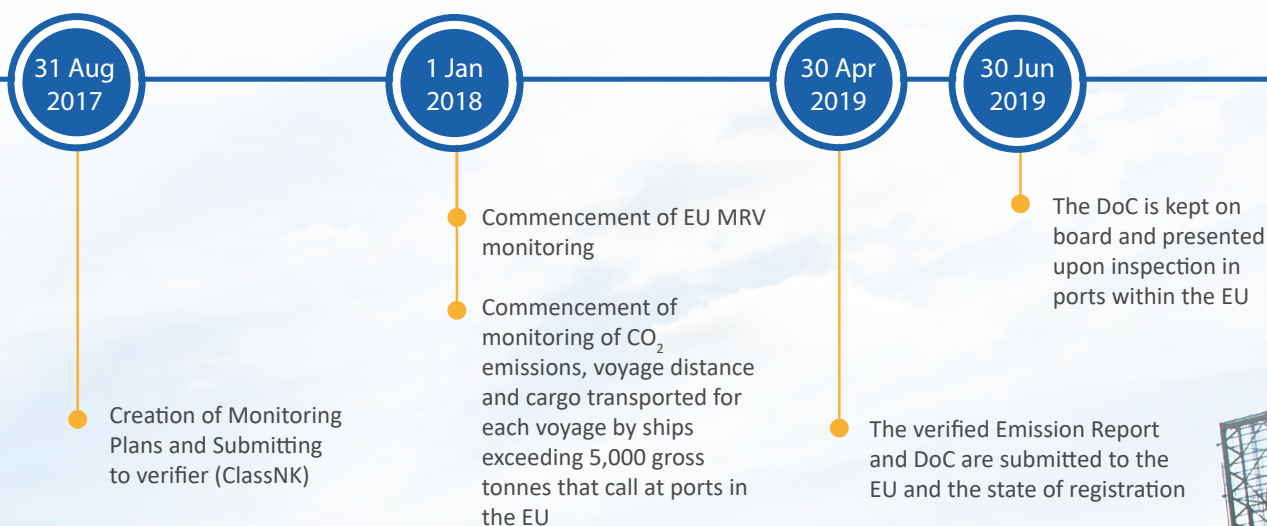 31 Aug
2017
1 Jan
2018
30 Apr
2019
30 Jun
2019
Creation of Monitoring
Plans and Submitting
to verifier (ClassNK)
Commencement of EU MRV
monitoring
Commencement of
monitoring of CO₂
emissions, voyage distance
and cargo transported for
each voyage by ships
exceeding 5,000 gross
tonnes that call at ports in
the EU
The verified Emission Report
and DoC are submitted to the
EU and the state of registration
The DoC is kept on
board and presented
upon inspection in
ports within the EU